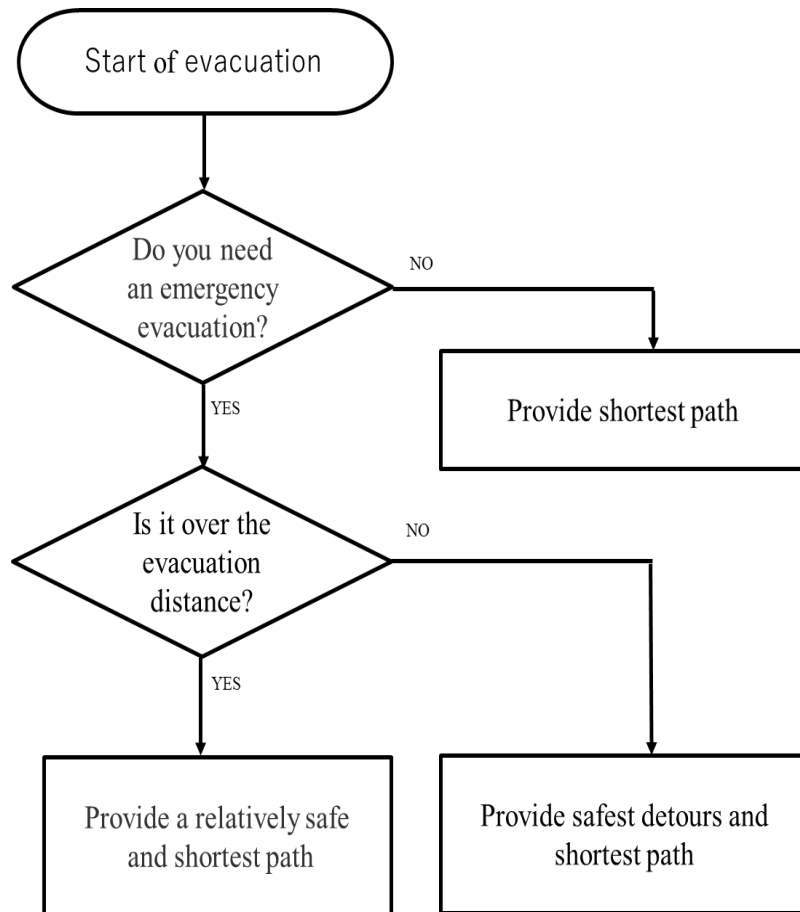 Start of evacuation
Do you need
an emergency
evacuation?
NO
Provide shortest path
YES
Is it over the
evacuation
distance?
NO
YES
Provide a relatively safe
and shortest path
Provide safest detours and
shortest path